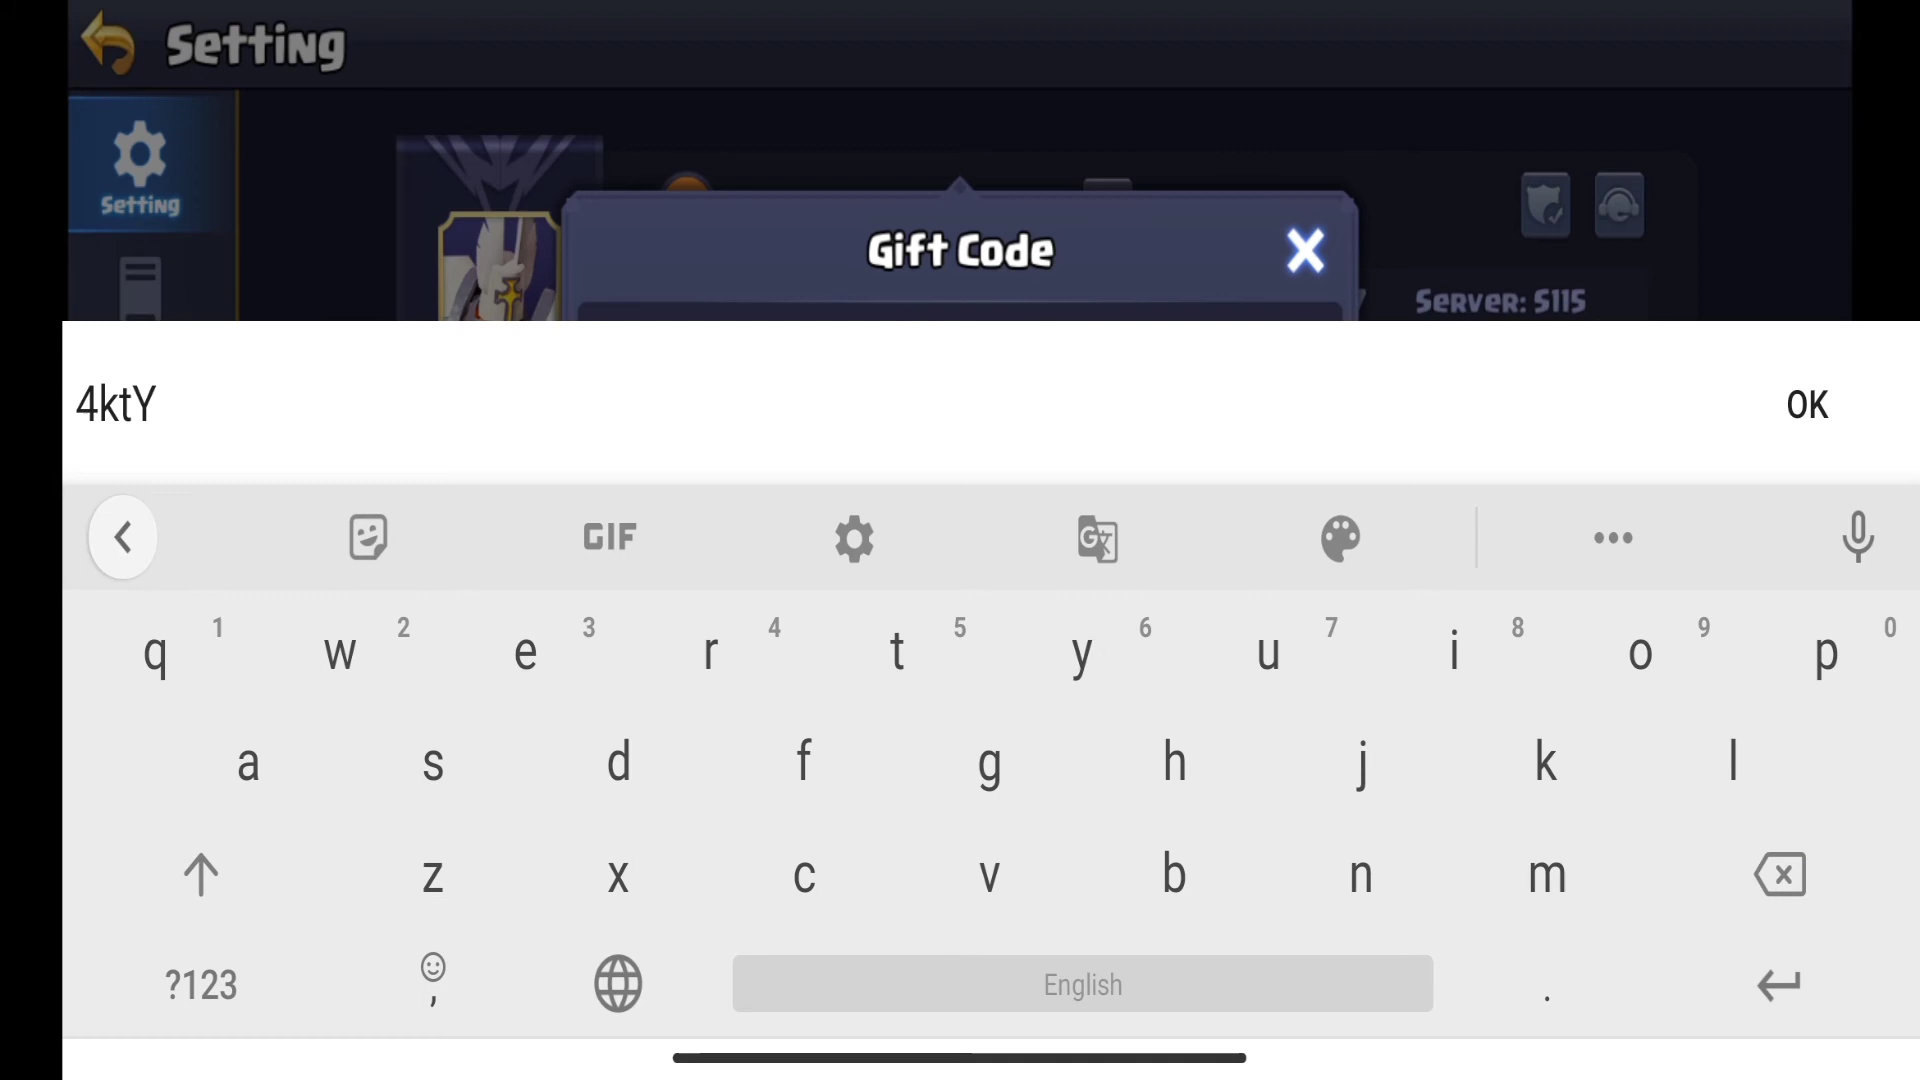 Setting
Setting
Gift Code
Server: S115
4ktY
OK
GIF
G
q 1 w 2 e 3 r 4 t 5 y 6 u 7 i 8 o 9 p 0
a s d f g h j k l
z x c v b n m
?123 , English .